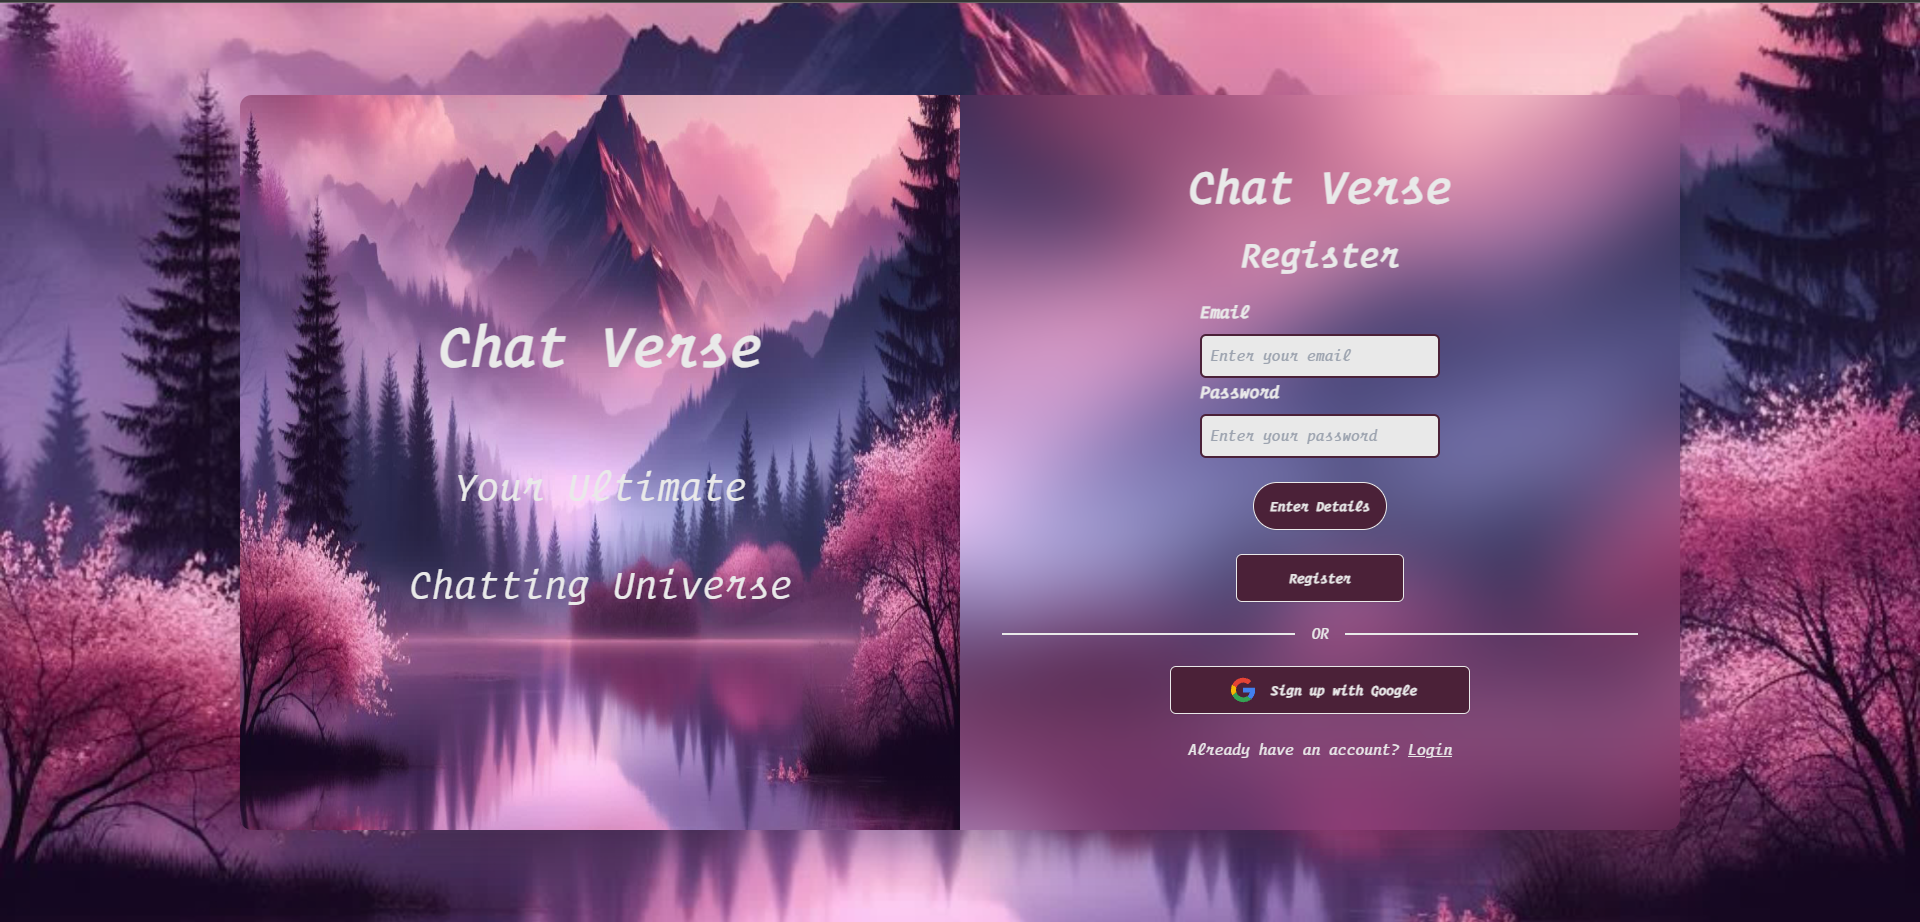 Chat Verse
Your Ultimate
Chatting Universe
Chat Verse
Register
Email
Enter your email
Password
Enter your password
Enter Details
Register
OR
Sign up with Google
Already have an account? Login